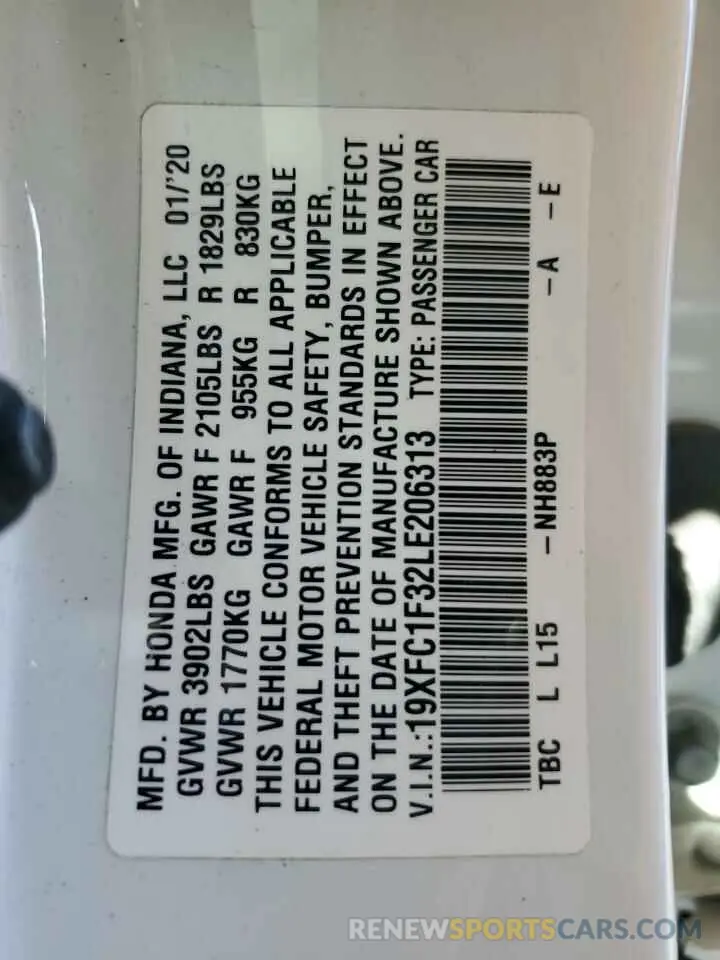 MFD. BY HONDA MFG. OF INDIANA, LLC 01/'20
GVWR 3902LBS GAWR F 2105LBS R 1829LBS
GVWR 1770KG GAWR F 955KG R 830KG
THIS VEHICLE CONFORMS TO ALL APPLICABLE
FEDERAL MOTOR VEHICLE SAFETY, BUMPER,
AND THEFT PREVENTION STANDARDS IN EFFECT
ON THE DATE OF MANUFACTURE SHOWN ABOVE.
V.I.N.:19XFC1F32LE206313 TYPE: PASSENGER CAR
TBC L L15 -NH883P -A -E
RENEWSPORTSCARS.COM